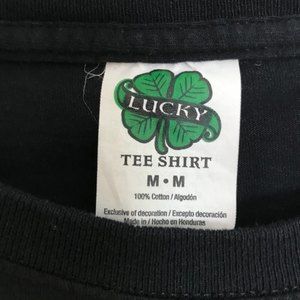 LUCKY
TEE SHIRT
M • M
100% Cotton / Algodón
Exclusive of decoration / Excepto decoración
Made in / Hecho en Honduras